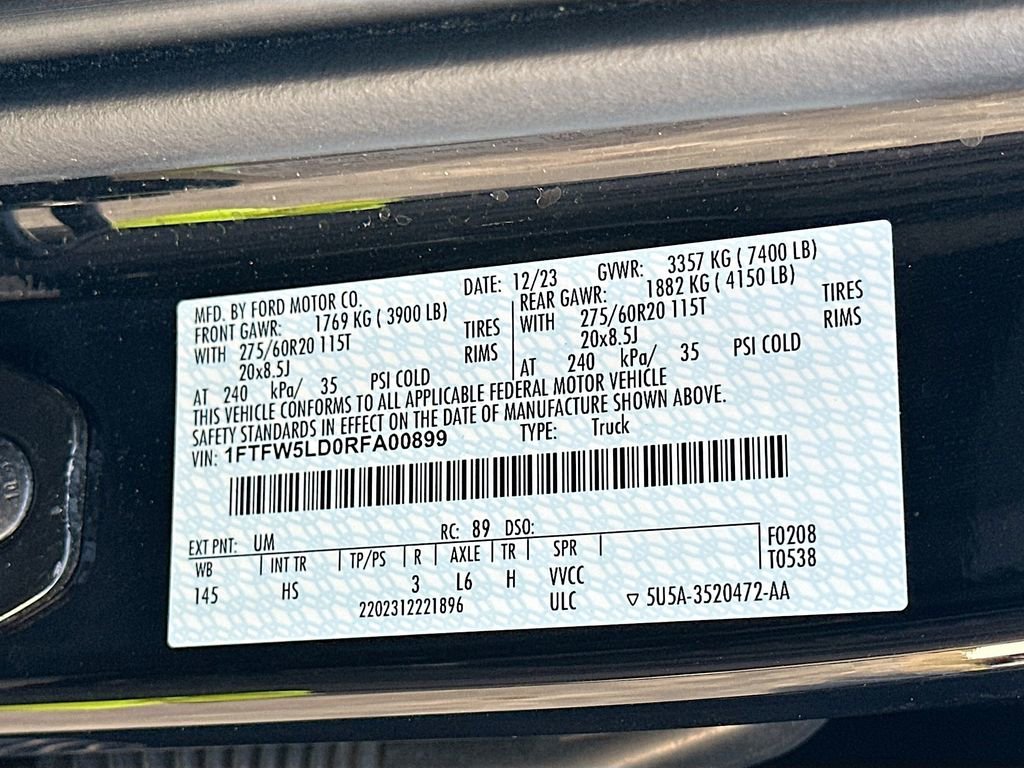 MFD. BY FORD MOTOR CO. DATE: 12/23 GVWR: 3357 KG ( 7400 LB)
FRONT GAWR: 1769 KG ( 3900 LB) REAR GAWR: 1882 KG ( 4150 LB)
WITH 275/60R20 115T TIRES WITH 275/60R20 115T TIRES
20x8.5J RIMS 20x8.5J RIMS
AT 240 kPa/ 35 PSI COLD AT 240 kPa/ 35 PSI COLD
THIS VEHICLE CONFORMS TO ALL APPLICABLE FEDERAL MOTOR VEHICLE
SAFETY STANDARDS IN EFFECT ON THE DATE OF MANUFACTURE SHOWN ABOVE.
VIN: 1FTFW5LD0RFA00899 TYPE: Truck
EXT PNT: UM RC: 89 DSO: F0208
WB INT TR TP/PS R AXLE TR SPR T0538
145 HS 3 L6 H VVCC
2202312221896 ULC ▽ 5U5A-3520472-AA